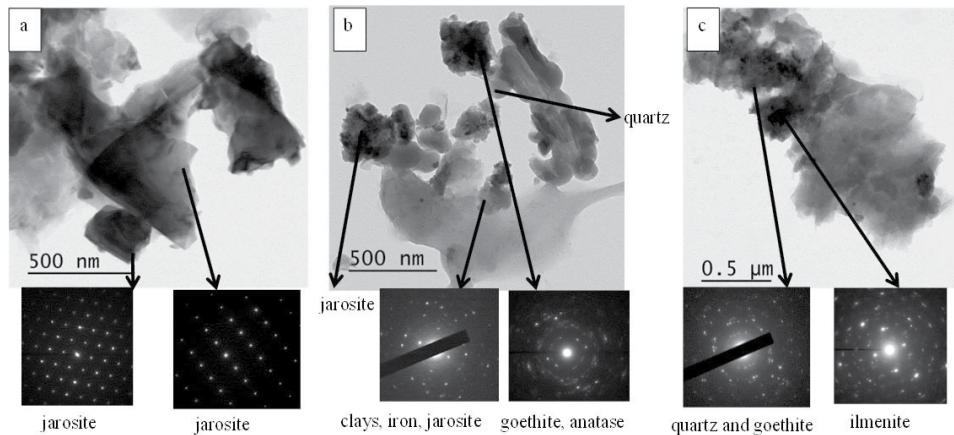 a
b
c
quartz
500 nm
500 nm
0.5 µm
jarosite
jarosite
jarosite
clays, iron, jarosite
goethite, anatase
quartz and goethite
ilmenite